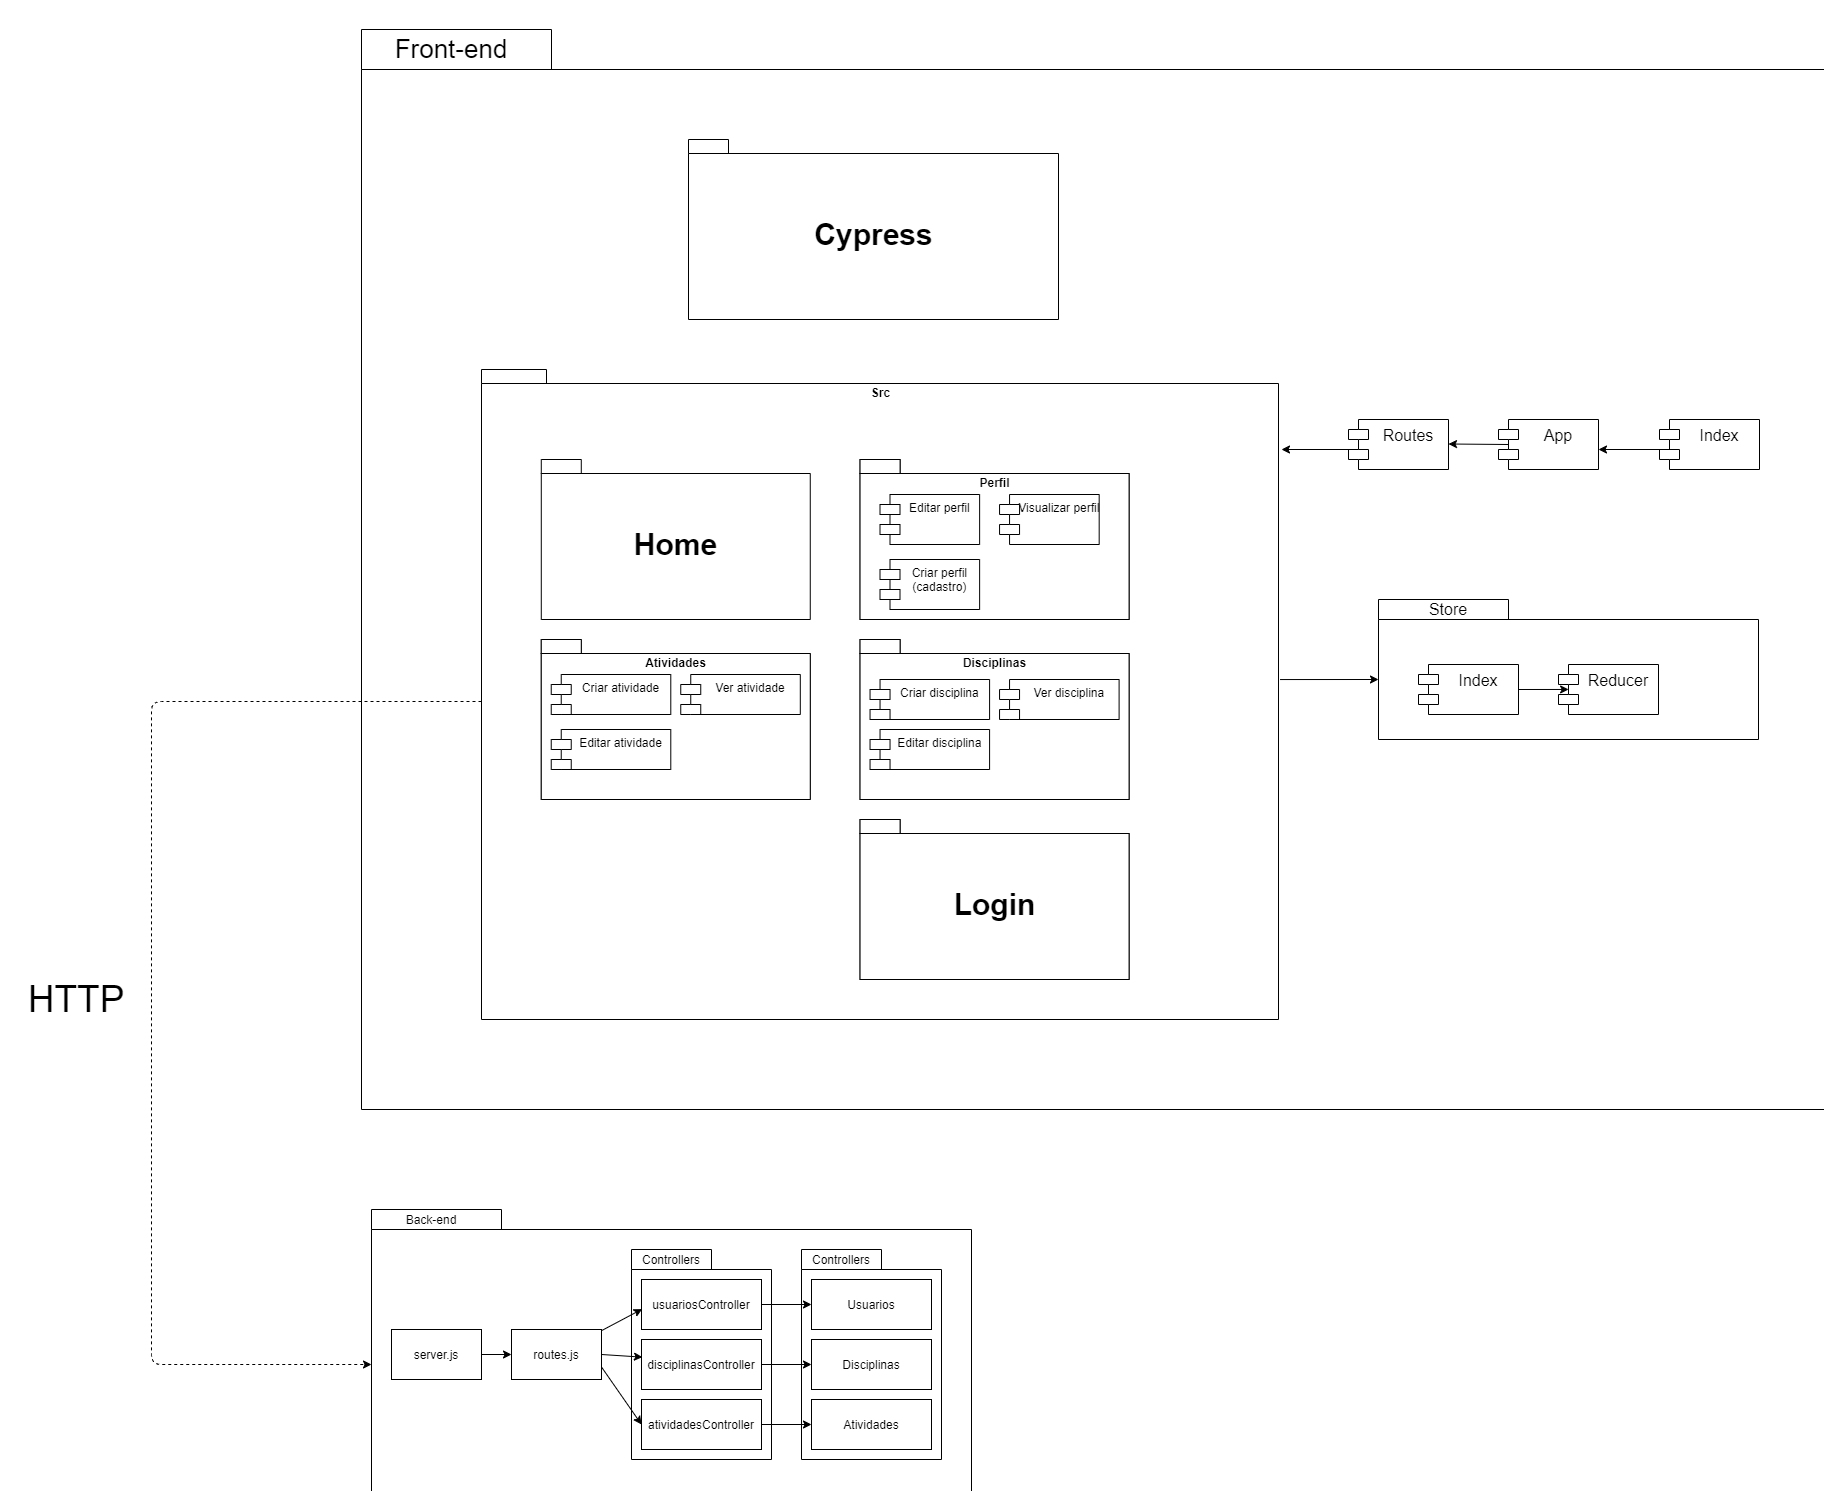 Front-end
Cypress
Src
Routes
App
Index
Home
Perfil
Editar perfil
Visualizar perfil
Criar perfil
(cadastro)
Store
Index
Reducer
Atividades
Criar atividade
Ver atividade
Editar atividade
Disciplinas
Criar disciplina
Ver disciplina
Editar disciplina
Login
HTTP
Back-end
Controllers
Controllers
usuariosController
Usuarios
server.js
routes.js
disciplinasController
Disciplinas
atividadesController
Atividades